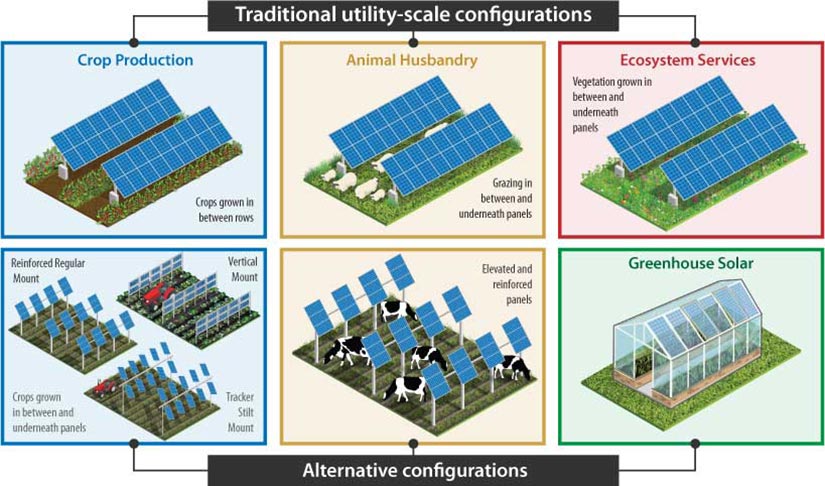 Traditional utility-scale configurations
Crop Production
Crops grown in
between rows
Animal Husbandry
Grazing in
between and
underneath panels
Ecosystem Services
Vegetation grown in
between and
underneath
panels
Reinforced Regular
Mount
Vertical
Mount
Crops grown
in between and
underneath panels
Tracker
Stilt
Mount
Elevated and
reinforced
panels
Greenhouse Solar
Alternative configurations